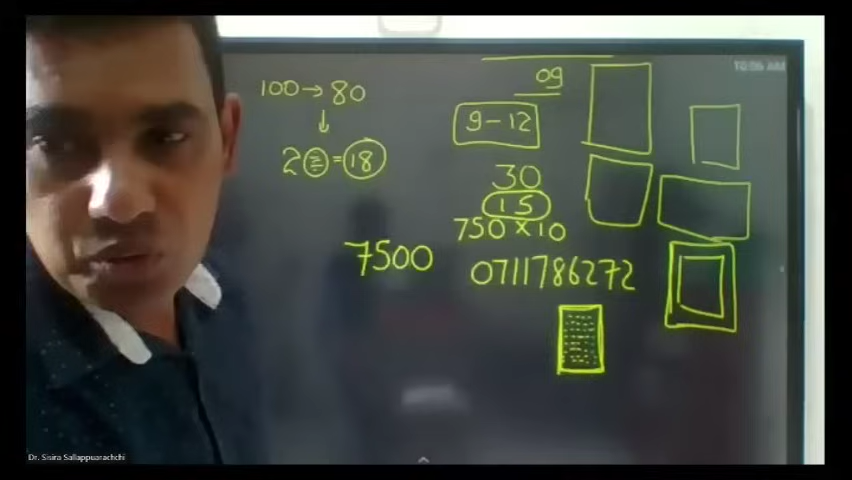 100 → 80
2 = 18
09
9 - 12
30
15
750 × 10
7500
0711786272
10:06 AM
Dr. Sisira Sallappuarachchi